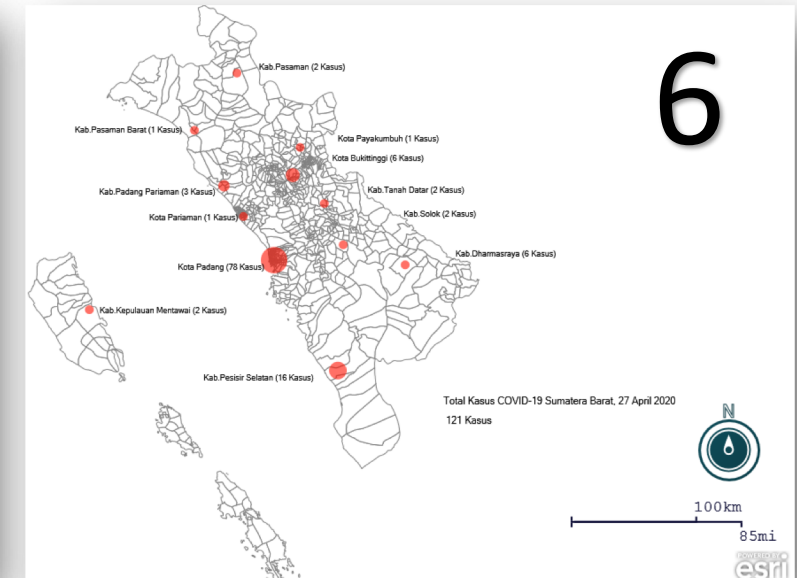 6
Kab.Pasaman (2 Kasus)
Kab.Pasaman Barat (1 Kasus)
Kota Payakumbuh (1 Kasus)
Kota Bukittinggi (6 Kasus)
Kab.Padang Pariaman (3 Kasus)
Kab.Tanah Datar (2 Kasus)
Kota Pariaman (1 Kasus)
Kab.Solok (2 Kasus)
Kab.Dharmasraya (6 Kasus)
Kota Padang (78 Kasus)
Kab.Kepulauan Mentawai (2 Kasus)
Kab.Pesisir Selatan (16 Kasus)
Total Kasus COVID-19 Sumatera Barat, 27 April 2020
121 Kasus
N
100km
85mi
POWERED BY
esri